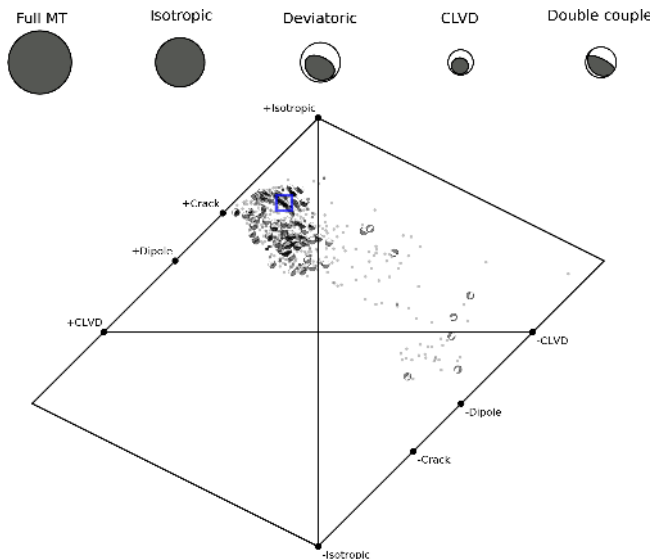 Full MT
Isotropic
Deviatoric
CLVD
Double couple
+Isotropic
+Crack
+Dipole
+CLVD
-CLVD
-Dipole
-Crack
-Isotropic